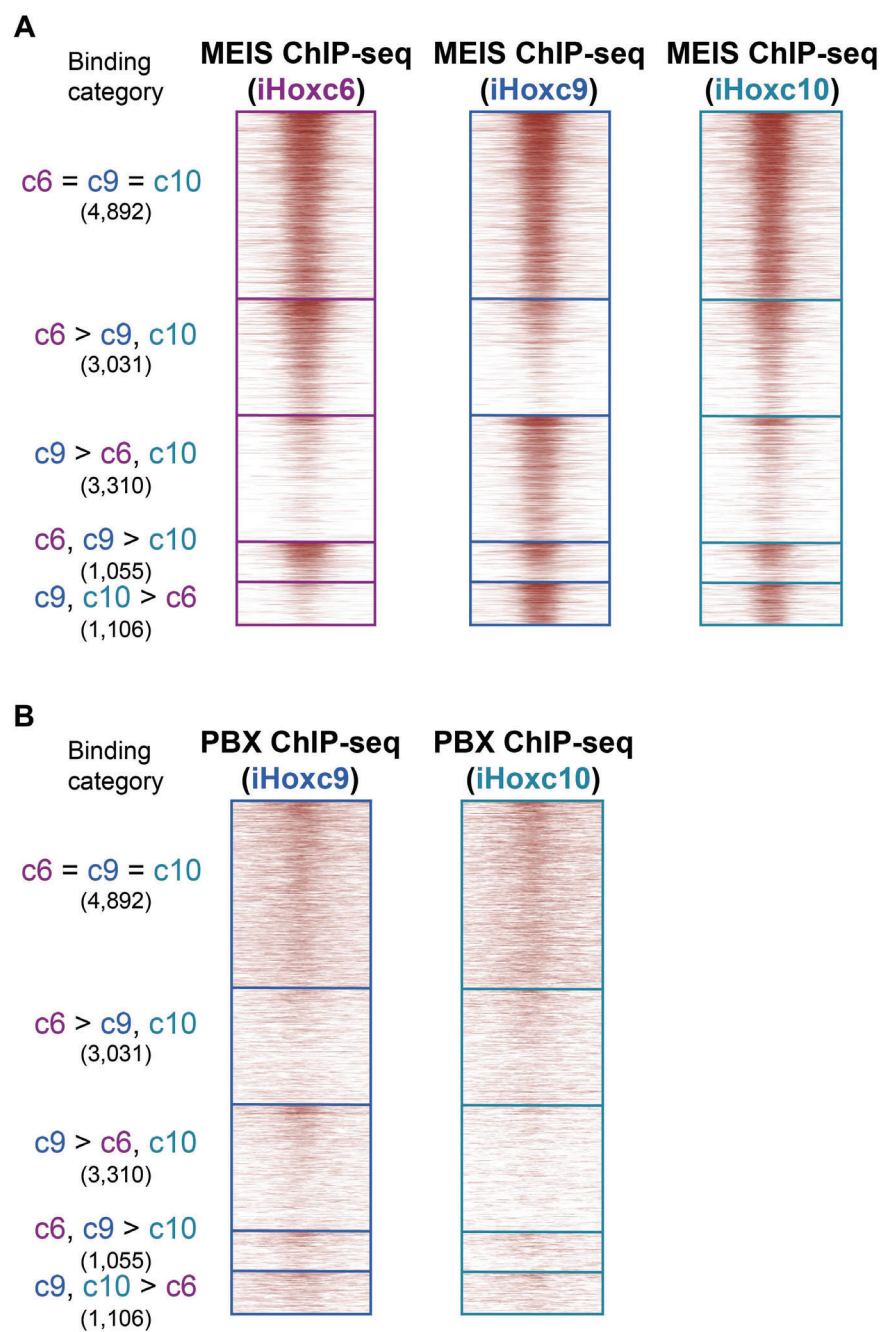 A
Binding
category
MEIS ChIP-seq
(iHoxc6)
MEIS ChIP-seq
(iHoxc9)
MEIS ChIP-seq
(iHoxc10)
c6 = c9 = c10
(4,892)
c6 > c9, c10
(3,031)
c9 > c6, c10
(3,310)
c6, c9 > c10
(1,055)
c9, c10 > c6
(1,106)
B
Binding
category
PBX ChIP-seq
(iHoxc9)
PBX ChIP-seq
(iHoxc10)
c6 = c9 = c10
(4,892)
c6 > c9, c10
(3,031)
c9 > c6, c10
(3,310)
c6, c9 > c10
(1,055)
c9, c10 > c6
(1,106)